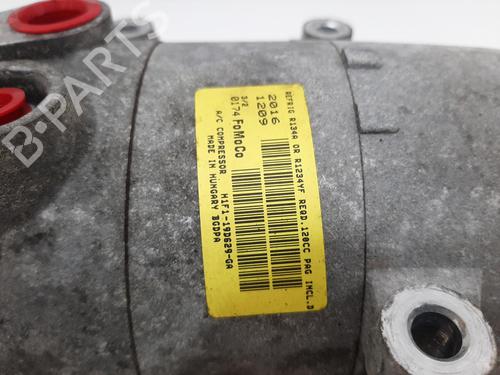 REFRIG R134A OR R1234YF REQD.120CC PAG INCL.D
2016
1209
3/2
0174 FoMoCo
A/C COMPRESSOR. H1F1-19D629-GA
MADE IN HUNGARY BGDPA
B-PARTS